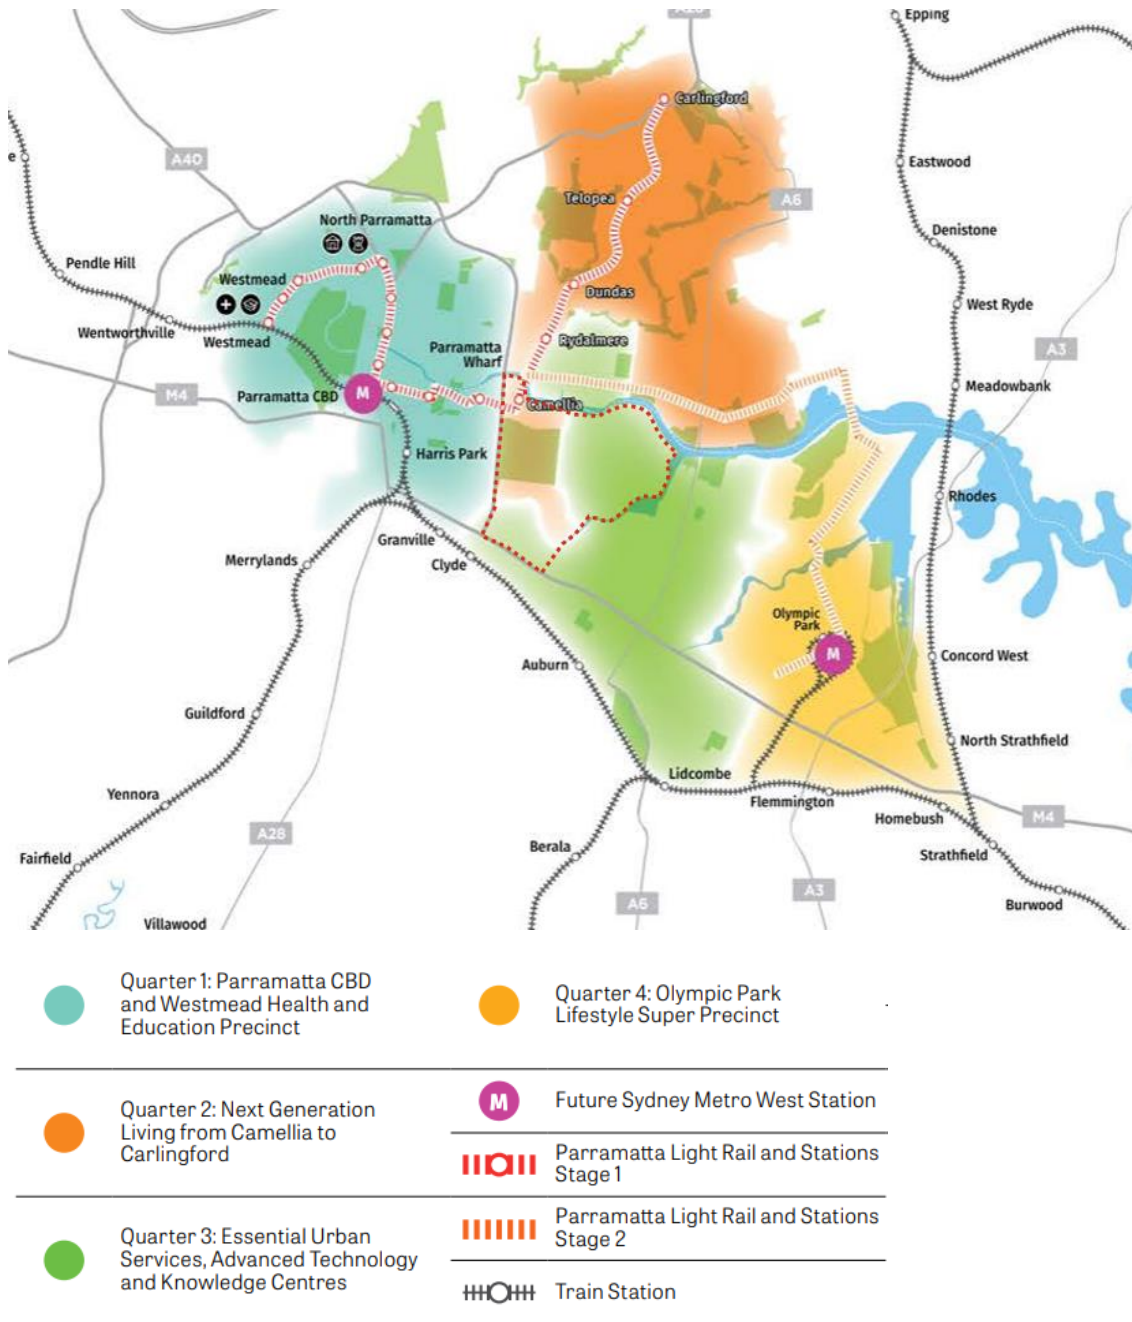 A28
Epping
Carlingford
A40
Eastwood
e
Telopea
A6
North Parramatta
Denistone
Pendle Hill
Westmead
Dundas
West Ryde
Wentworthville
Westmead
Parramatta
Wharf
Rydalmere
A3
M4
Parramatta CBD
M
Camellia
Meadowbank
Harris Park
Rhodes
Granville
Merrylands
Clyde
Olympic
Park
M
Auburn
Concord West
Guildford
North Strathfield
Lidcombe
Yennora
Flemmington
Homebush
M4
A28
Berala
Strathfield
Fairfield
A6
A3
Burwood
Villawood
Quarter 1: Parramatta CBD
and Westmead Health and
Education Precinct
Quarter 4: Olympic Park
Lifestyle Super Precinct
Quarter 2: Next Generation
Living from Camellia to
Carlingford
M
Future Sydney Metro West Station
Parramatta Light Rail and Stations
Stage 1
Quarter 3: Essential Urban
Services, Advanced Technology
and Knowledge Centres
Parramatta Light Rail and Stations
Stage 2
Train Station